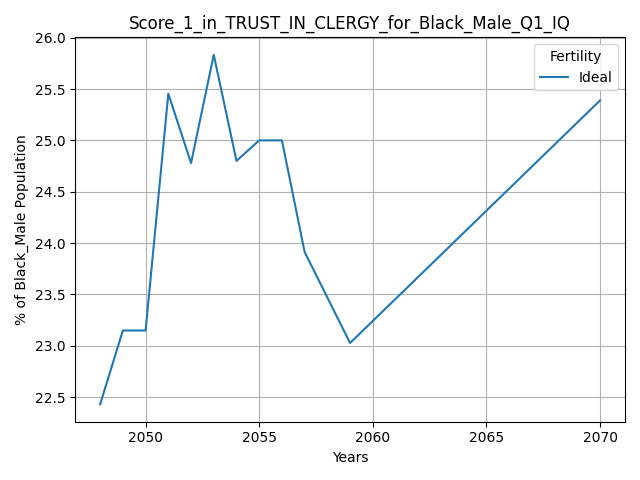 Score_1_in_TRUST_IN_CLERGY_for_Black_Male_Q1_IQ
Fertility
Ideal
% of Black_Male Population
26.0
25.5
25.0
24.5
24.0
23.5
23.0
22.5
2050
2055
2060
2065
2070
Years